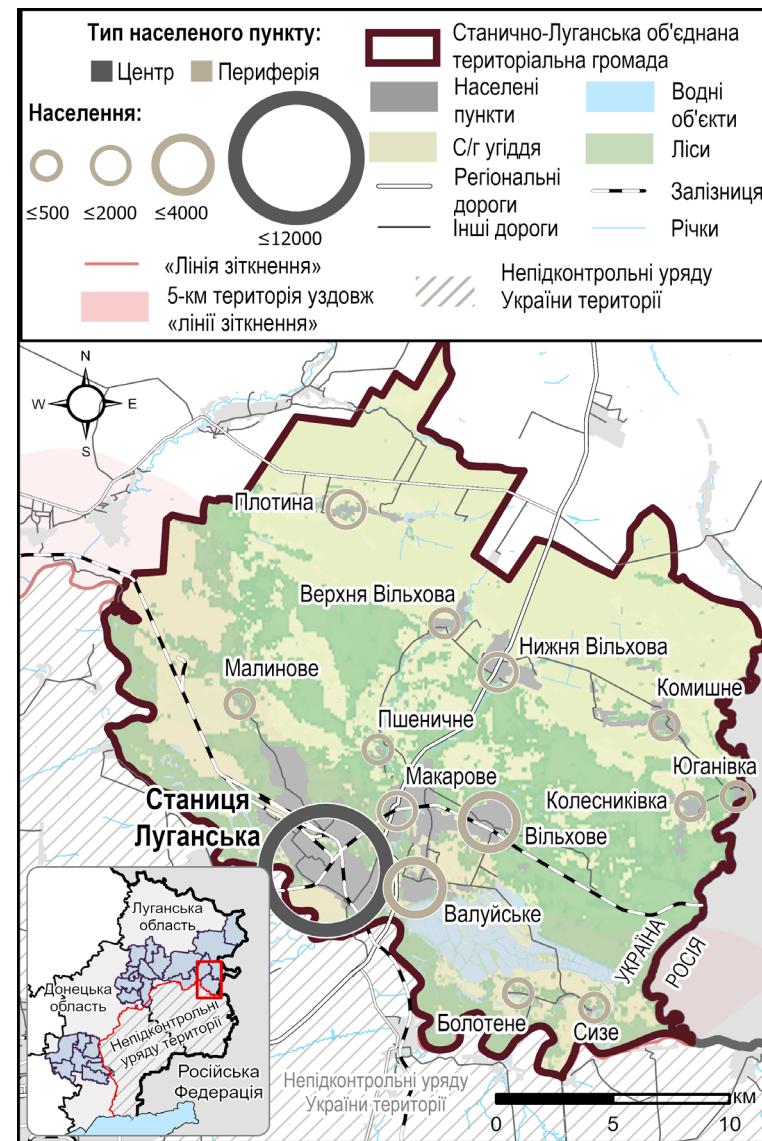 Тип населеного пункту:
Центр
Периферія
Населення:
≤500
≤2000
≤4000
≤12000
Станично-Луганська об'єднана
територіальна громада
Населені
пункти
Водні
об'єкти
С/г угіддя
Ліси
Регіональні
дороги
Залізниця
Інші дороги
Річки
«Лінія зіткнення»
5-км територія уздовж
«лінії зіткнення»
Непідконтрольні уряду
України території
N
W
E
S
Плотина
Верхня Вільхова
Нижня Вільхова
Малинове
Комишне
Пшеничне
Юганівка
Макарове
Колесниківка
Станиця
Луганська
Вільхове
Валуйське
УКРАЇНА
РОСІЯ
Болотене
Сизе
Луганська
область
Донецька
область
Непідконтрольні
уряду території
Російська
Федерація
Непідконтрольні уряду
України території
км
0
5
10